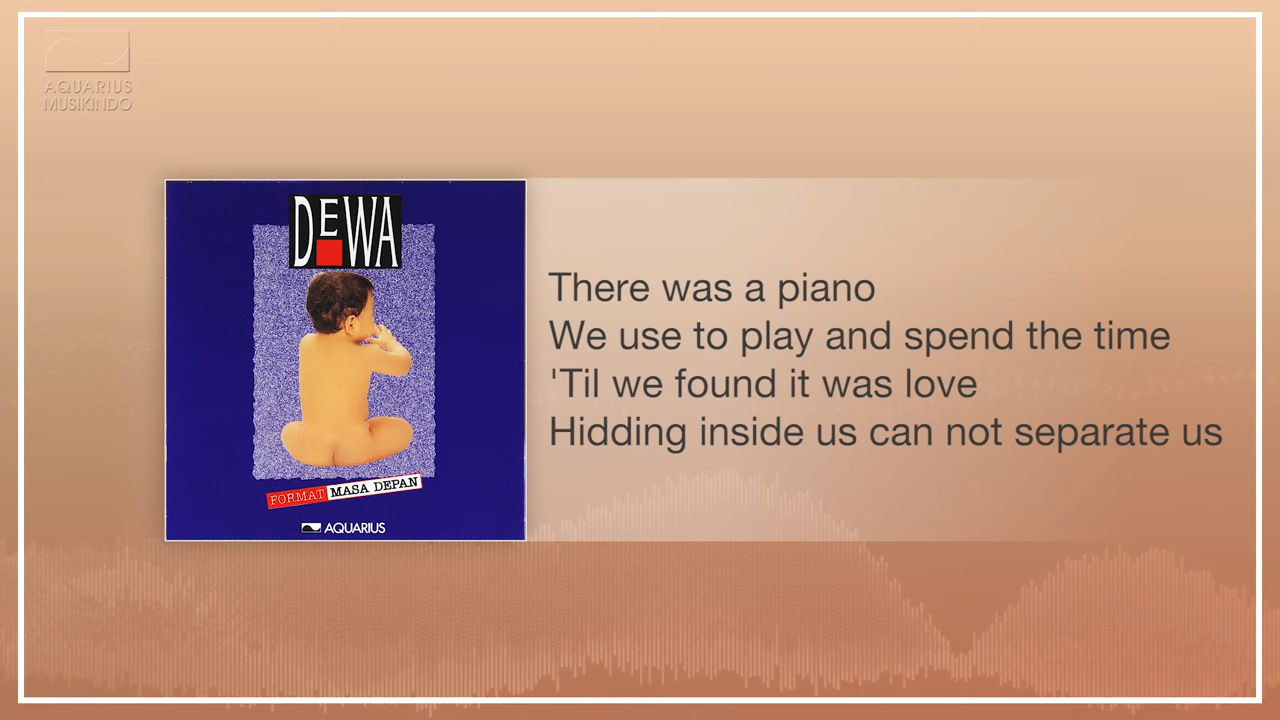 AQUARIUS
MUSIKINDO
DEWA
FORMAT MASA DEPAN
AQUARIUS
There was a piano
We use to play and spend the time
'Til we found it was love
Hidding inside us can not separate us